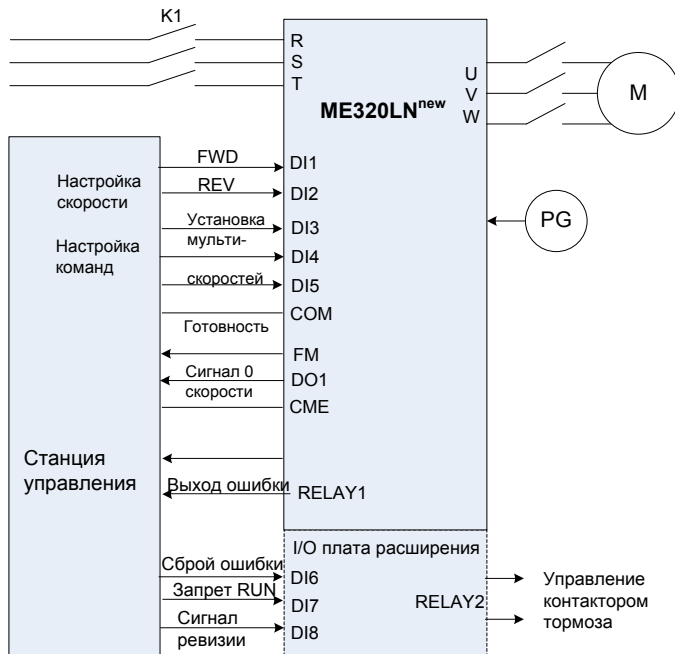 K1
R
S
T
U
V
W
M
ME320LNnew
FWD
DI1
Настройка
скорости
REV
DI2
Установка
мульти-
DI3
Настройка
команд
DI4
скоростей
DI5
COM
PG
Готовность
FM
Сигнал 0
скорости
DO1
CME
Станция
управления
Выход ошибки
RELAY1
I/O плата расширения
Сброй ошибки
DI6
Запрет RUN
DI7
RELAY2
Сигнал
ревизии
DI8
Управление
контактором
тормоза